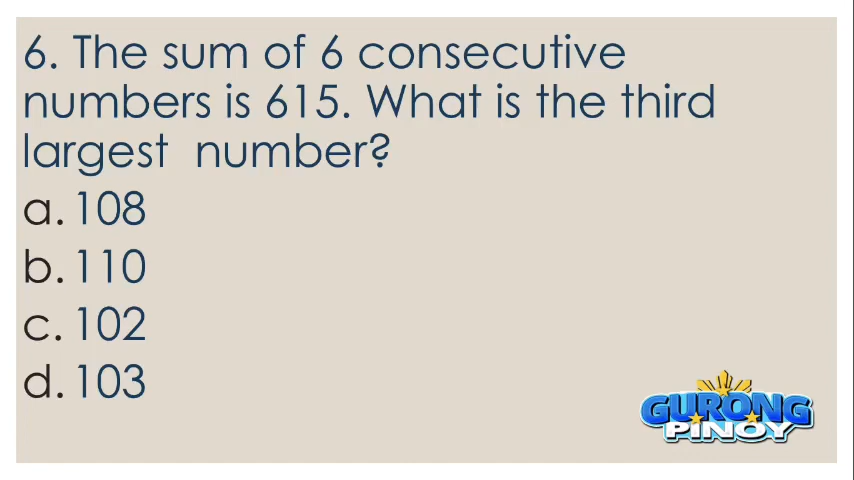 6. The sum of 6 consecutive
numbers is 615. What is the third
largest  number?
a. 108
b. 110
c. 102
d. 103
GURONG
PINOY